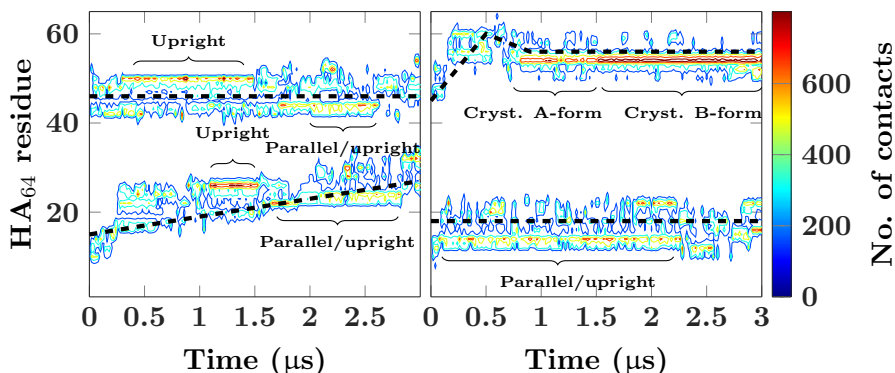 60
40
20
HA64 residue
Upright
Upright
Parallel/upright
Parallel/upright
0
0.5
1
1.5
2
2.5
Time (μs)
Cryst. A-form
Cryst. B-form
Parallel/upright
0
0.5
1
1.5
2
2.5
3
Time (μs)
600
400
200
0
No. of contacts